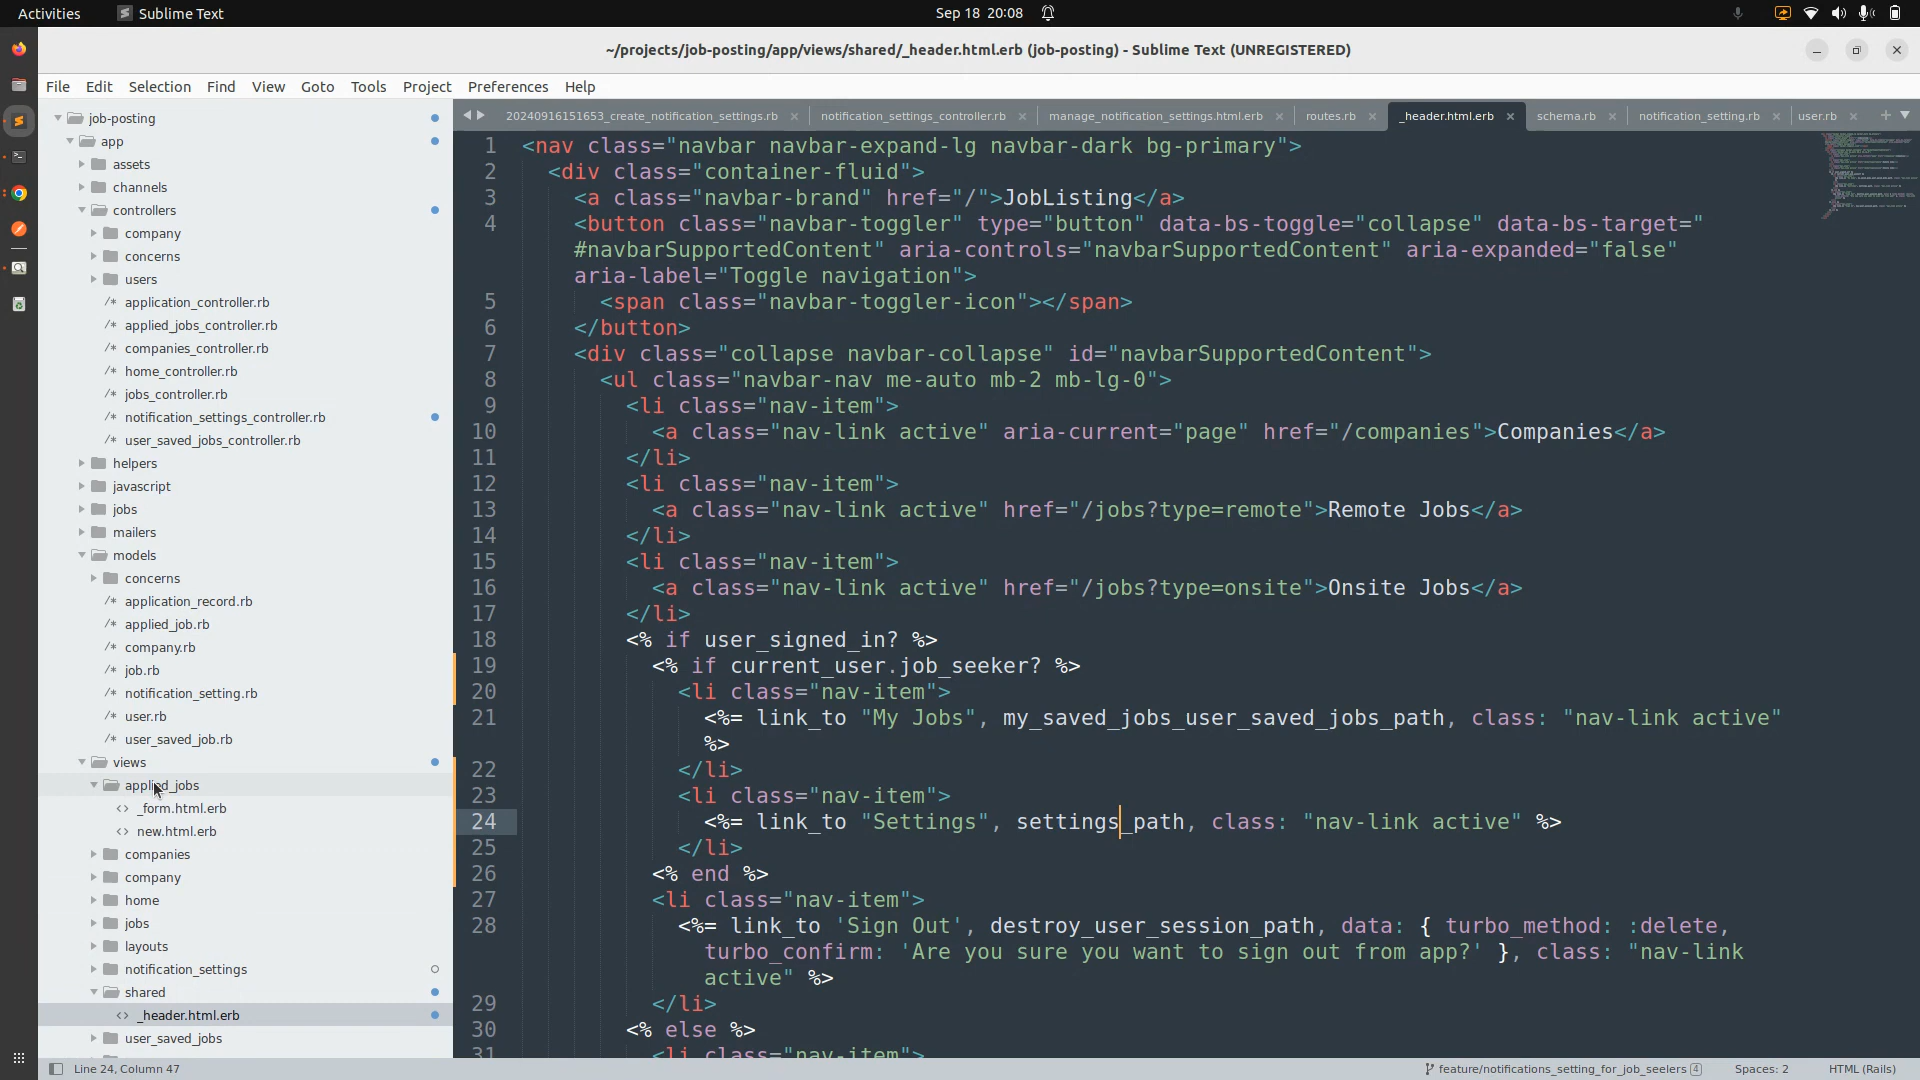 Activities
Sublime Text
Sep 18 20:08
~/projects/job-posting/app/views/shared/_header.html.erb (job-posting) - Sublime Text (UNREGISTERED)
File Edit Selection Find View Goto Tools Project Preferences Help
job-posting
app
assets
channels
controllers
company
concerns
users
/* application_controller.rb
/* applied_jobs_controller.rb
/* companies_controller.rb
/* home_controller.rb
/* jobs_controller.rb
/* notification_settings_controller.rb
/* user_saved_jobs_controller.rb
helpers
javascript
jobs
mailers
models
concerns
/* application_record.rb
/* applied_job.rb
/* company.rb
/* job.rb
/* notification_setting.rb
/* user.rb
/* user_saved_job.rb
views
applied_jobs
<> _form.html.erb
<> new.html.erb
companies
company
home
jobs
layouts
notification_settings
shared
<> _header.html.erb
user_saved_jobs
20240916151653_create_notification_settings.rb
notification_settings_controller.rb
manage_notification_settings.html.erb
routes.rb
_header.html.erb
schema.rb
notification_setting.rb
user.rb
1 <nav class="navbar navbar-expand-lg navbar-dark bg-primary">
2 <div class="container-fluid">
3 <a class="navbar-brand" href="/">JobListing</a>
4 <button class="navbar-toggler" type="button" data-bs-toggle="collapse" data-bs-target="
#navbarSupportedContent" aria-controls="navbarSupportedContent" aria-expanded="false"
aria-label="Toggle navigation">
5 <span class="navbar-toggler-icon"></span>
6 </button>
7 <div class="collapse navbar-collapse" id="navbarSupportedContent">
8 <ul class="navbar-nav me-auto mb-2 mb-lg-0">
9 <li class="nav-item">
10 <a class="nav-link active" aria-current="page" href="/companies">Companies</a>
11 </li>
12 <li class="nav-item">
13 <a class="nav-link active" href="/jobs?type=remote">Remote Jobs</a>
14 </li>
15 <li class="nav-item">
16 <a class="nav-link active" href="/jobs?type=onsite">Onsite Jobs</a>
17 </li>
18 <% if user_signed_in? %>
19 <% if current_user.job_seeker? %>
20 <li class="nav-item">
21 <%= link_to "My Jobs", my_saved_jobs_user_saved_jobs_path, class: "nav-link active"
%>
22 </li>
23 <li class="nav-item">
24 <%= link_to "Settings", settings_path, class: "nav-link active" %>
25 </li>
26 <% end %>
27 <li class="nav-item">
28 <%= link_to 'Sign Out', destroy_user_session_path, data: { turbo_method: :delete,
turbo_confirm: 'Are you sure you want to sign out from app?' }, class: "nav-link
active" %>
29 </li>
30 <% else %>
31 <li class="nav-item">
Line 24, Column 47
feature/notifications_setting_for_job_seelers 4
Spaces: 2
HTML (Rails)